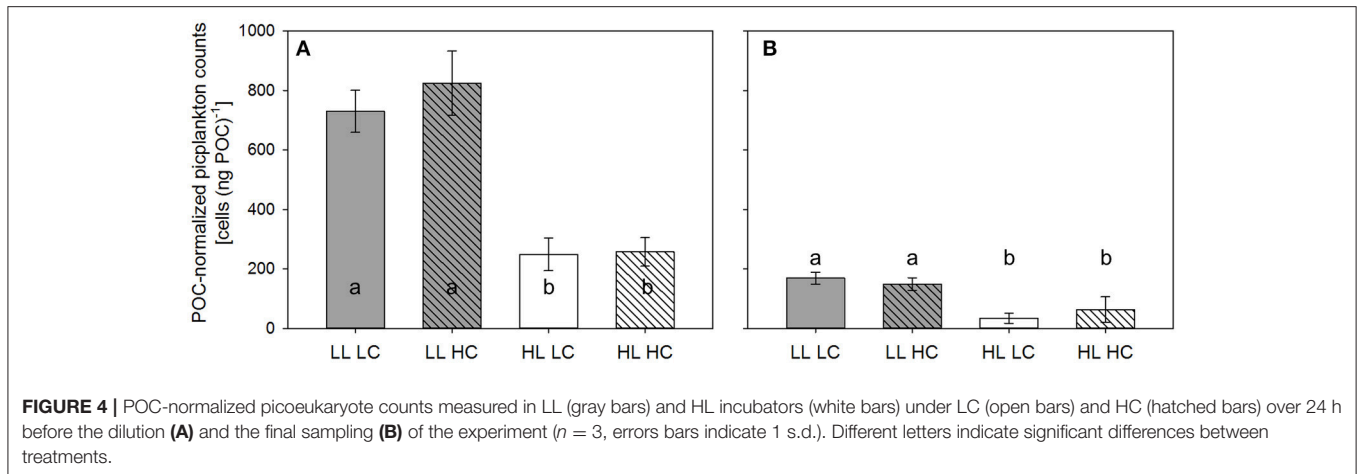 POC-normalized picplankton counts
[cells (ng POC)⁻¹]
1000
800
600
400
200
0
A
a
a
b
b
LL LC
LL HC
HL LC
HL HC
B
a
a
b
b
LL LC
LL HC
HL LC
HL HC
FIGURE 4 | POC-normalized picoeukaryote counts measured in LL (gray bars) and HL incubators (white bars) under LC (open bars) and HC (hatched bars) over 24 h
before the dilution (A) and the final sampling (B) of the experiment (n = 3, errors bars indicate 1 s.d.). Different letters indicate significant differences between
treatments.